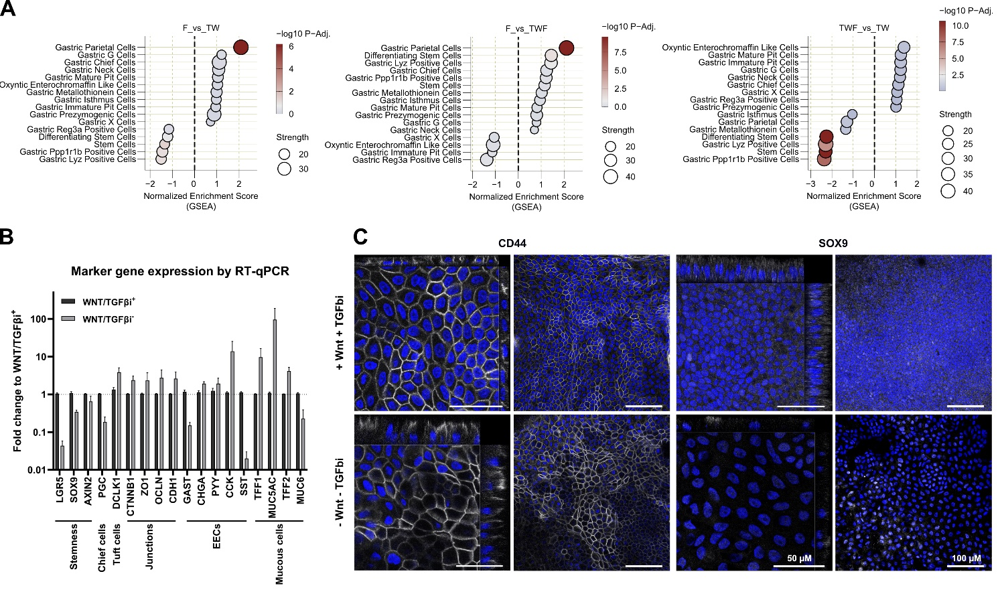 A
F_vs_TW
Gastric Parietal Cells
Gastric G Cells
Gastric Chief Cells
Gastric Neck Cells
Gastric Mature Pit Cells
Oxyntic Enterochromaffin Like Cells
Gastric Metallothionein Cells
Gastric Isthmus Cells
Gastric Immature Pit Cells
Gastric Prezymogenic Cells
Gastric X Cells
Gastric Reg3a Positive Cells
Differentiating Stem Cells
Stem Cells
Gastric Ppp1r1b Positive Cells
Gastric Lyz Positive Cells
−2 −1 0 1 2
Normalized Enrichment Score
(GSEA)
−log10 P−Adj.
6
4
2
0
Strength
20
30
F_vs_TWF
Gastric Parietal Cells
Differentiating Stem Cells
Gastric Lyz Positive Cells
Gastric Chief Cells
Gastric Ppp1r1b Positive Cells
Stem Cells
Gastric Metallothionein Cells
Gastric Isthmus Cells
Gastric Mature Pit Cells
Gastric Prezymogenic Cells
Gastric G Cells
Gastric Neck Cells
Gastric X Cells
Oxyntic Enterochromaffin Like Cells
Gastric Immature Pit Cells
Gastric Reg3a Positive Cells
−2 −1 0 1 2
Normalized Enrichment Score
(GSEA)
−log10 P−Adj.
7.5
5.0
2.5
0.0
Strength
20
30
40
TWF_vs_TW
Oxyntic Enterochromaffin Like Cells
Gastric Mature Pit Cells
Gastric Immature Pit Cells
Gastric G Cells
Gastric Neck Cells
Gastric Chief Cells
Gastric X Cells
Gastric Reg3a Positive Cells
Gastric Prezymogenic Cells
Gastric Isthmus Cells
Gastric Parietal Cells
Gastric Metallothionein Cells
Differentiating Stem Cells
Gastric Lyz Positive Cells
Stem Cells
Gastric Ppp1r1b Positive Cells
−3 −2 −1 0 1 2
Normalized Enrichment Score
(GSEA)
−log10 P−Adj.
10.0
7.5
5.0
2.5
Strength
20
25
30
35
40
B
Marker gene expression by RT-qPCR
WNT/TGFβi+
WNT/TGFβi-
Fold change to WNT/TGFβi+
100
10
1
0.1
0.01
LGR5
SOX9
AXIN2
PGC
DCLK1
CTNNB1
ZO1
OCLN
CDH1
GAST
CHGA
PYY
CCK
SST
TFF1
MUC5AC
TFF2
MUC6
Stemness
Chief cells
Tuft cells
Junctions
EECs
Mucous cells
C
CD44
SOX9
+ Wnt + TGFbi
- Wnt - TGFbi
50 µM
100 µM